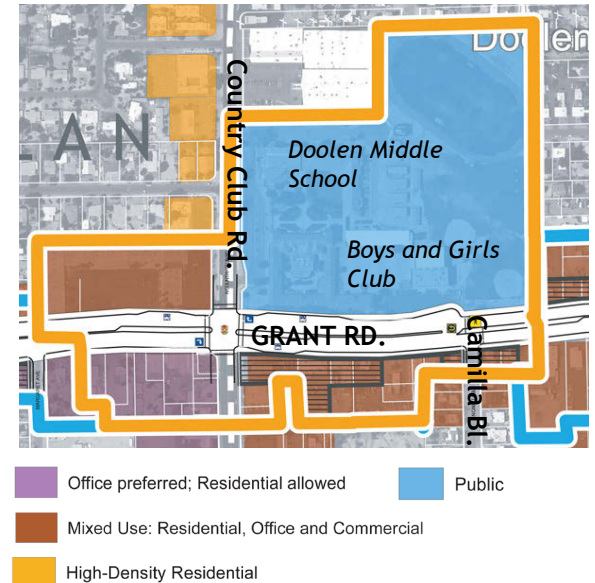 Doolen
Country Club Rd.
LAN
Doolen Middle
School
Boys and Girls
Club
GRANT RD.
Camilla Bl.
Office preferred; Residential allowed
Public
Mixed Use: Residential, Office and Commercial
High-Density Residential